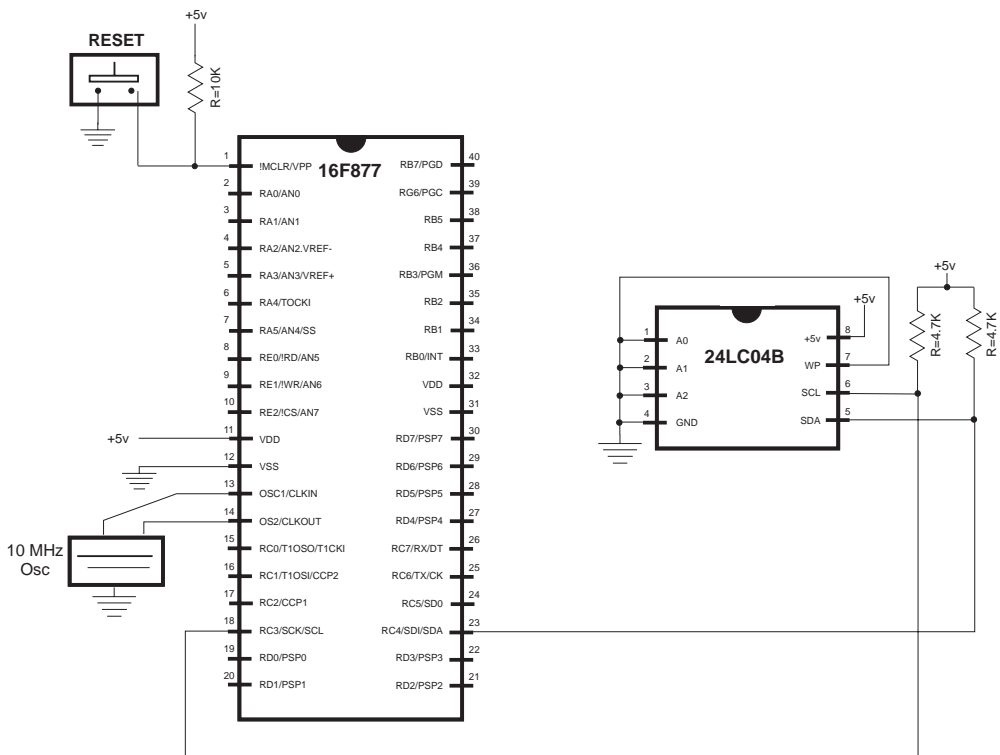 +5v
RESET
R=10K
16F877
1 !MCLR/VPP
2 RA0/AN0
3 RA1/AN1
4 RA2/AN2.VREF-
5 RA3/AN3/VREF+
6 RA4/TOCKI
7 RA5/AN4/SS
8 RE0/!RD/AN5
9 RE1/!WR/AN6
10 RE2/!CS/AN7
+5v
11 VDD
12 VSS
13 OSC1/CLKIN
14 OS2/CLKOUT
10 MHz
Osc
15 RC0/T1OSO/T1CKI
16 RC1/T1OSI/CCP2
17 RC2/CCP1
18 RC3/SCK/SCL
19 RD0/PSP0
20 RD1/PSP1
RB7/PGD 40
RG6/PGC 39
RB5 38
RB4 37
RB3/PGM 36
RB2 35
RB1 34
RB0/INT 33
VDD 32
VSS 31
RD7/PSP7 30
RD6/PSP6 29
RD5/PSP5 28
RD4/PSP4 27
RC7/RX/DT 26
RC6/TX/CK 25
RC5/SD0 24
RC4/SDI/SDA 23
RD3/PSP3 22
RD2/PSP2 21
24LC04B
1 A0
2 A1
3 A2
4 GND
+5v 8
WP 7
SCL 6
SDA 5
+5v
+5v
R=4.7K
R=4.7K